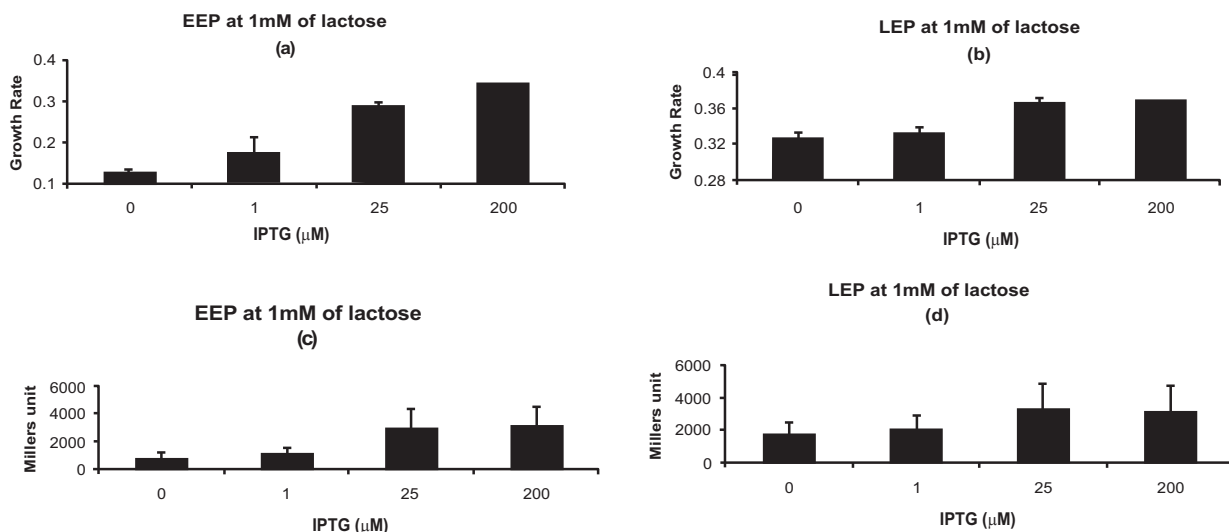 EEP at 1mM of lactose
(a)
Growth Rate
0.4
0.3
0.2
0.1
0 1 25 200
IPTG (μM)
LEP at 1mM of lactose
(b)
Growth Rate
0.4
0.36
0.32
0.28
0 1 25 200
IPTG (μM)
EEP at 1mM of lactose
(c)
Millers unit
6000
4000
2000
0
0 1 25 200
IPTG (μM)
LEP at 1mM of lactose
(d)
Millers unit
6000
4000
2000
0
0 1 25 200
IPTG (μM)